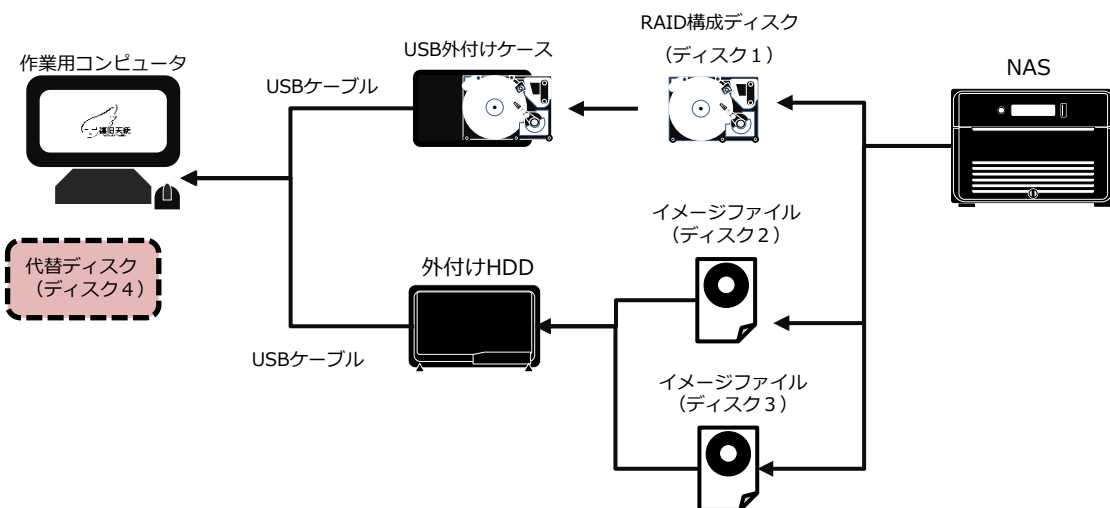 作業用コンピュータ
復旧天使
USBケーブル
USB外付けケース
RAID構成ディスク
（ディスク１）
NAS
代替ディスク
（ディスク４）
外付けHDD
USBケーブル
イメージファイル
（ディスク２）
イメージファイル
（ディスク３）